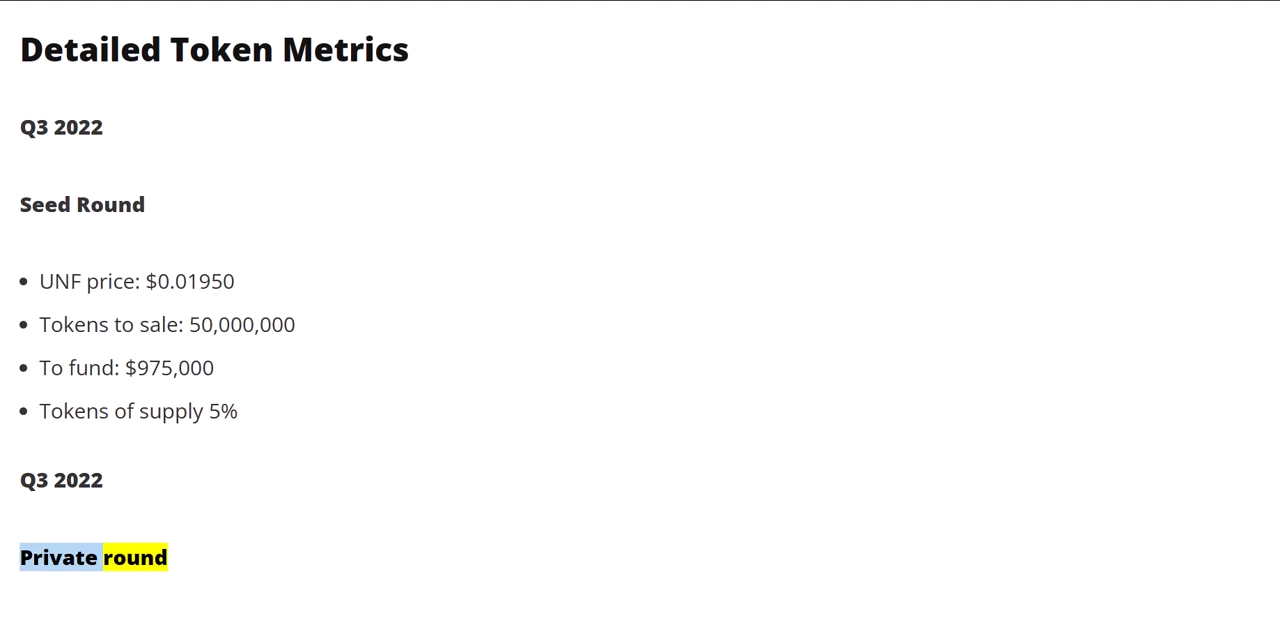 Detailed Token Metrics
Q3 2022
Seed Round
UNF price: $0.01950
Tokens to sale: 50,000,000
To fund: $975,000
Tokens of supply 5%
Q3 2022
Private round